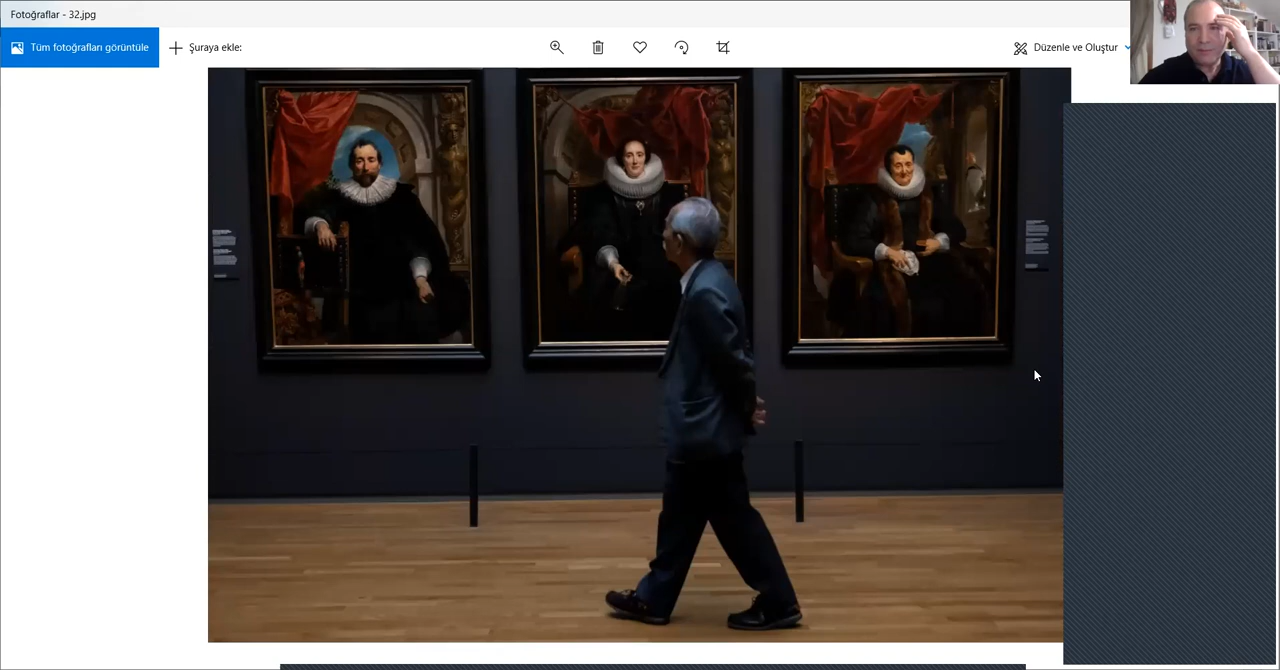 Fotoğraflar - 32.jpg
Tüm fotoğrafları görüntüle
Şuraya ekle:
Düzenle ve Oluştur